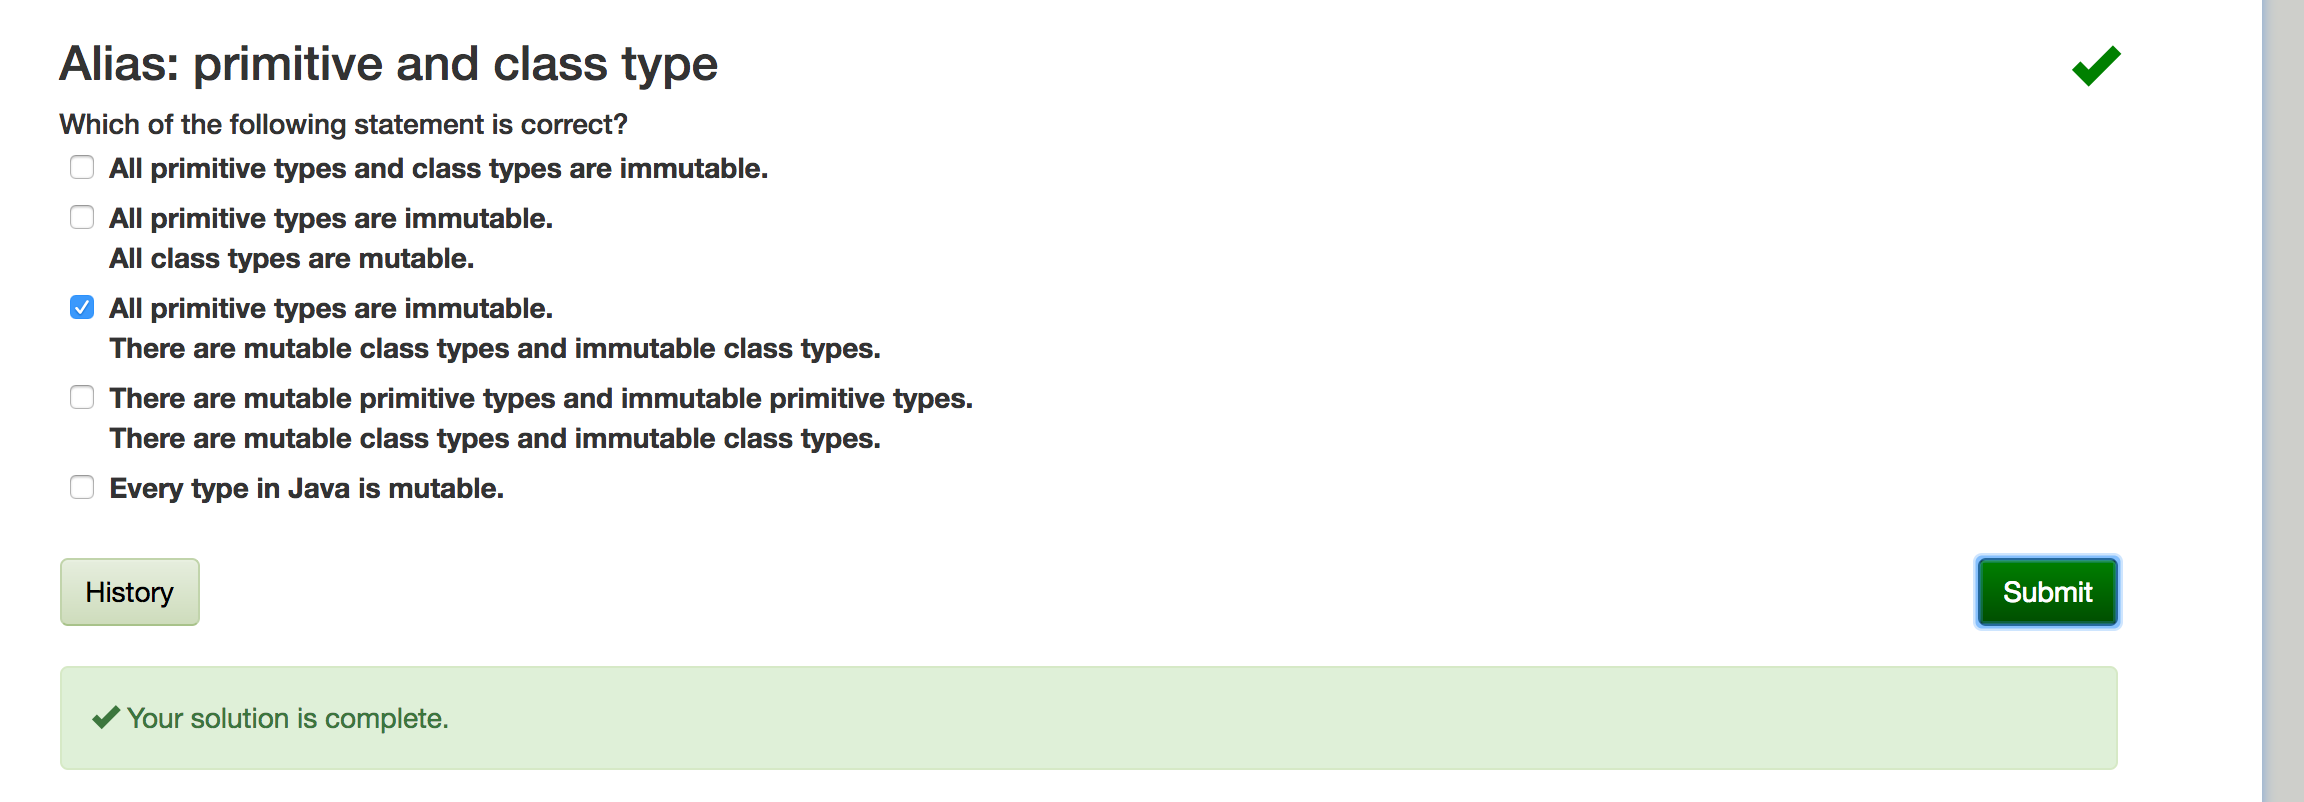 Alias: primitive and class type
Which of the following statement is correct?
All primitive types and class types are immutable.
All primitive types are immutable.
All class types are mutable.
All primitive types are immutable.
There are mutable class types and immutable class types.
There are mutable primitive types and immutable primitive types.
There are mutable class types and immutable class types.
Every type in Java is mutable.
History
Submit
Your solution is complete.